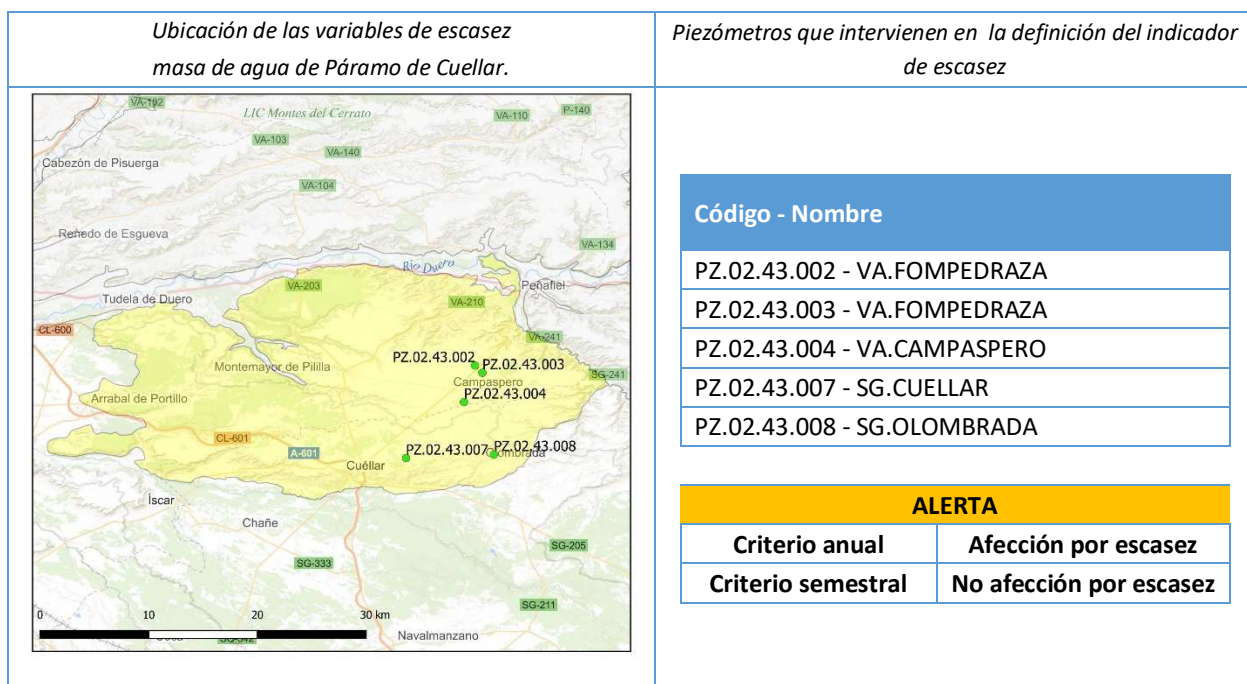 Ubicación de las variables de escasez
masa de agua de Páramo de Cuellar.
Piezómetros que intervienen en la definición del indicador
de escasez
VA-192
LIC Montes del Cerrato
VA-110
P-140
VA-103
VA-140
Cabezón de Pisuerga
VA-104
Renedo de Esgueva
VA-134
Río Duero
VA-203
Peñafiel
Tudela de Duero
VA-210
CL-600
VA-241
PZ.02.43.002
PZ.02.43.003
Montemayor de Pililla
Campaspero
SG-241
PZ.02.43.004
Arrabal de Portillo
CL-601
A-601
PZ.02.43.007
PZ.02.43.008
Cuéllar
Olombrada
Íscar
Chañe
SG-205
SG-333
SG-211
0 10 20 30 km
Navalmanzano
SG-342
Código - Nombre
PZ.02.43.002 - VA.FOMPEDRAZA
PZ.02.43.003 - VA.FOMPEDRAZA
PZ.02.43.004 - VA.CAMPASPERO
PZ.02.43.007 - SG.CUELLAR
PZ.02.43.008 - SG.OLOMBRADA
ALERTA
Criterio anual Afección por escasez
Criterio semestral No afección por escasez